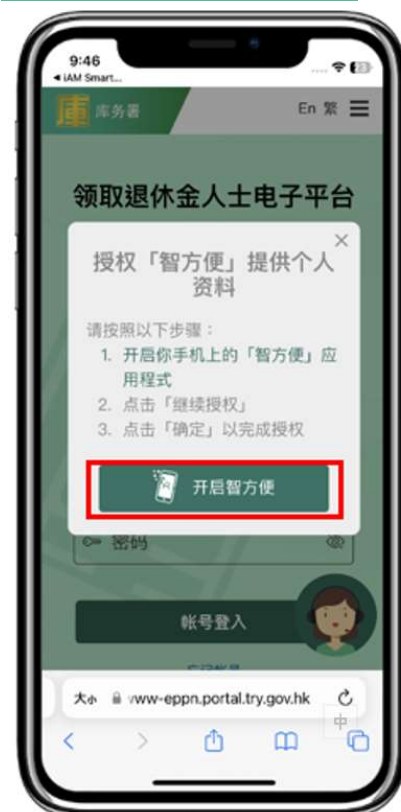 9:46
◀ iAM Smart...
库务署
En 繁
领取退休金人士电子平台
授权「智方便」提供个人
资料
请按照以下步骤：
1. 开启你手机上的「智方便」应
用程式
2. 点击「继续授权」
3. 点击「确定」以完成授权
开启智方便
密码
帐号登入
忘记帐号
大小
www-eppn.portal.try.gov.hk
中